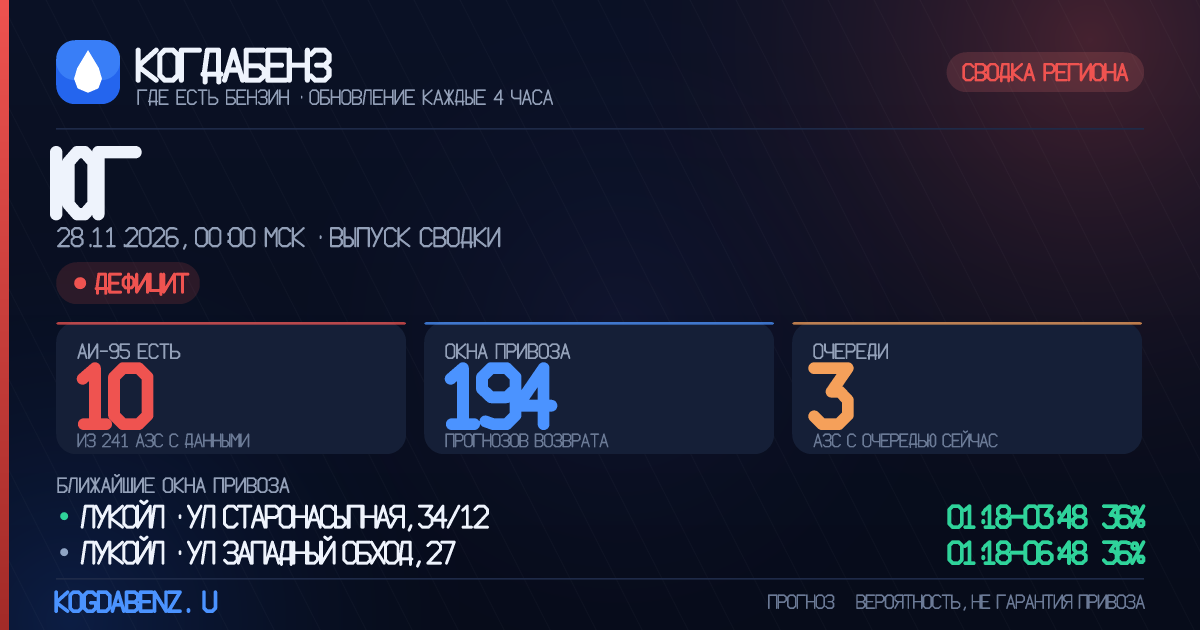 КОГДАБЕНЗ
ГДЕ ЕСТЬ БЕНЗИН · ОБНОВЛЕНИЕ КАЖДЫЕ 4 ЧАСА
СВОДКА РЕГИОНА
ЮГ
28.11.2026, 00:00 МСК · ВЫПУСК СВОДКИ
ДЕФИЦИТ
АИ-95 ЕСТЬ
10
ИЗ 241 АЗС С ДАННЫМИ
ОКНА ПРИВОЗА
194
ПРОГНОЗОВ ВОЗВРАТА
ОЧЕРЕДИ
3
АЗС С ОЧЕРЕДЬЮ СЕЙЧАС
БЛИЖАЙШИЕ ОКНА ПРИВОЗА
• ЛУКОЙЛ · УЛ СТАРОНАСЫПНАЯ, 34/12 01:18–03:48 36%
• ЛУКОЙЛ · УЛ ЗАПАДНЫЙ ОБХОД, 27 01:18–06:48 36%
KOGDABENZ. U
ПРОГНОЗ ВЕРОЯТНОСТЬ, НЕ ГАРАНТИЯ ПРИВОЗА